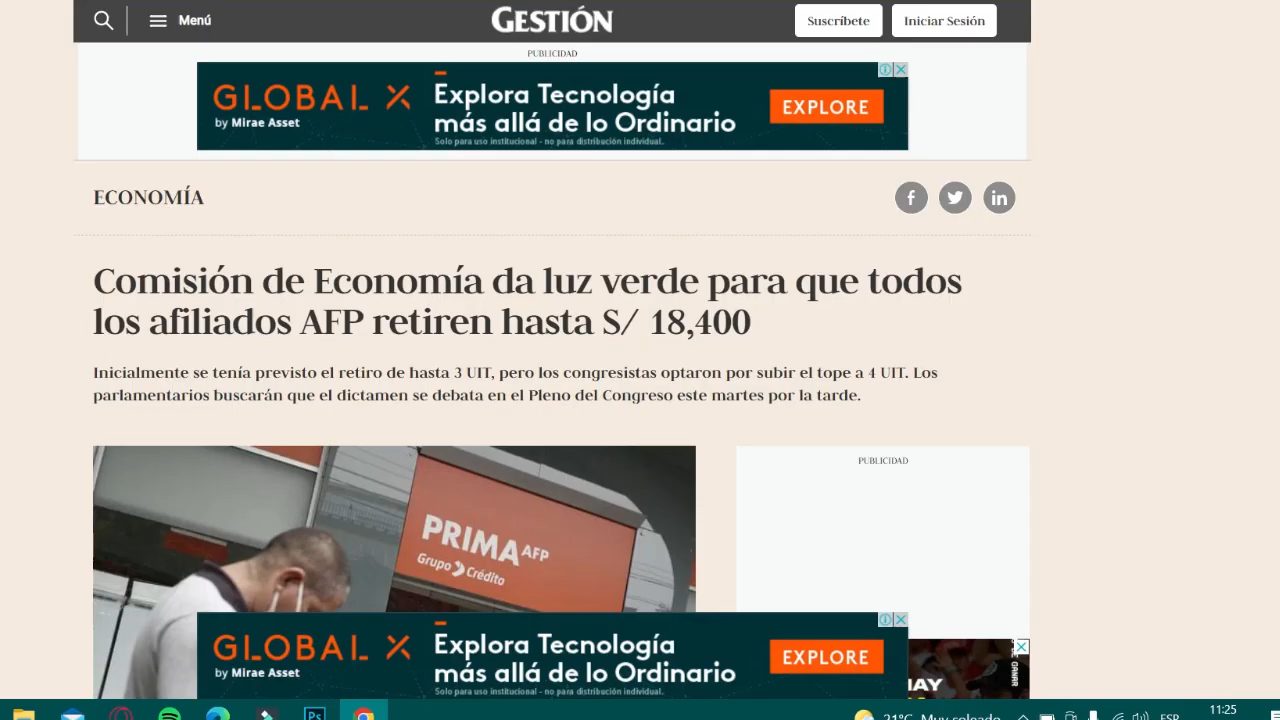 Menú
GESTIÓN
Suscríbete
Iniciar Sesión
PUBLICIDAD
GLOBAL X
by Mirae Asset
Explora Tecnología
más allá de lo Ordinario
Solo para uso institucional - no para distribución individual.
EXPLORE
ECONOMÍA
Comisión de Economía da luz verde para que todos
los afiliados AFP retiren hasta S/ 18,400
Inicialmente se tenía previsto el retiro de hasta 3 UIT, pero los congresistas optaron por subir el tope a 4 UIT. Los
parlamentarios buscarán que el dictamen se debata en el Pleno del Congreso este martes por la tarde.
PRIMA AFP
Grupo Crédito
PUBLICIDAD
GLOBAL X
by Mirae Asset
Explora Tecnología
más allá de lo Ordinario
Solo para uso institucional - no para distribución individual.
EXPLORE
HAY
GANAR
Ps
21°C Muy soleado
ESP
11:25